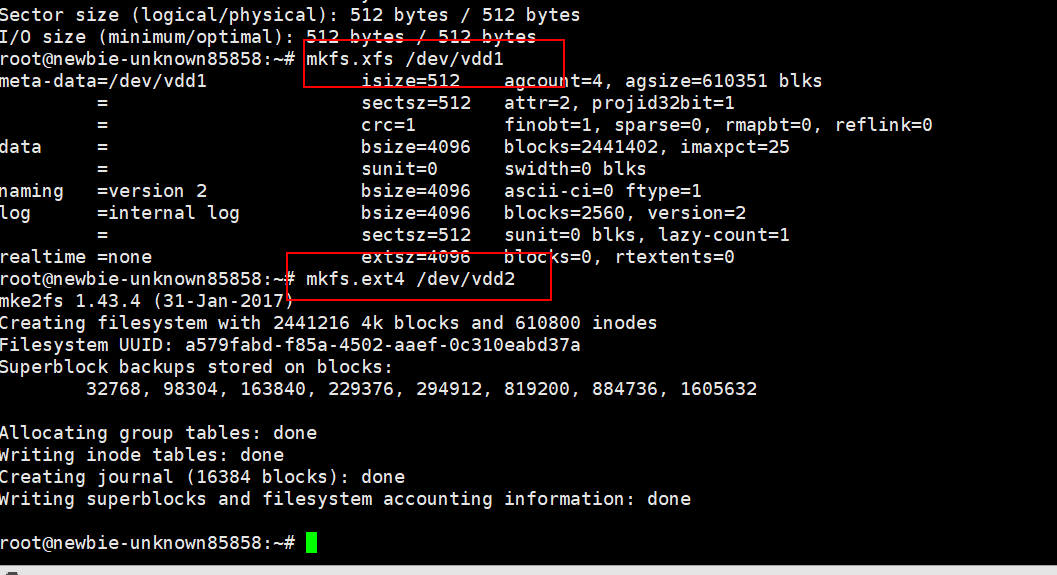 Sector size (logical/physical): 512 bytes / 512 bytes
I/O size (minimum/optimal): 512 bytes / 512 bytes
root@newbie-unknown85858:~# mkfs.xfs /dev/vdd1
meta-data=/dev/vdd1              isize=512    agcount=4, agsize=610351 blks
         =                       sectsz=512   attr=2, projid32bit=1
         =                       crc=1        finobt=1, sparse=0, rmapbt=0, reflink=0
data     =                       bsize=4096   blocks=2441402, imaxpct=25
         =                       sunit=0      swidth=0 blks
naming   =version 2              bsize=4096   ascii-ci=0 ftype=1
log      =internal log           bsize=4096   blocks=2560, version=2
         =                       sectsz=512   sunit=0 blks, lazy-count=1
realtime =none                   extsz=4096   blocks=0, rtextents=0
root@newbie-unknown85858:~# mkfs.ext4 /dev/vdd2
mke2fs 1.43.4 (31-Jan-2017)
Creating filesystem with 2441216 4k blocks and 610800 inodes
Filesystem UUID: a579fabd-f85a-4502-aaef-0c310eabd37a
Superblock backups stored on blocks:
        32768, 98304, 163840, 229376, 294912, 819200, 884736, 1605632

Allocating group tables: done
Writing inode tables: done
Creating journal (16384 blocks): done
Writing superblocks and filesystem accounting information: done

root@newbie-unknown85858:~#